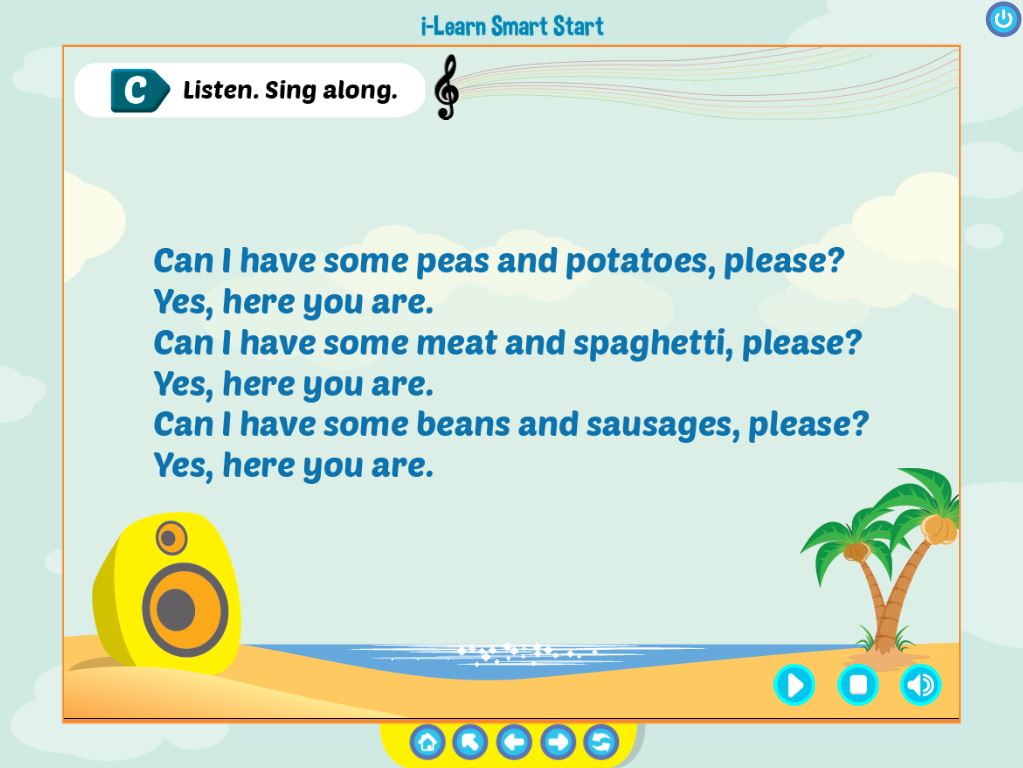 i-Learn Smart Start
C Listen. Sing along.
Can I have some peas and potatoes, please?
Yes, here you are.
Can I have some meat and spaghetti, please?
Yes, here you are.
Can I have some beans and sausages, please?
Yes, here you are.